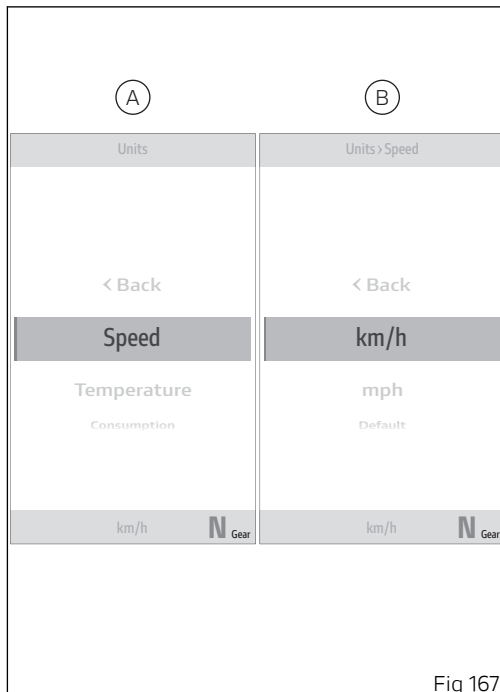 A
B
Units
Units › Speed
‹ Back
‹ Back
Speed
km/h
Temperature
mph
Consumption
Default
km/h
N Gear
km/h
N Gear
Fig 167